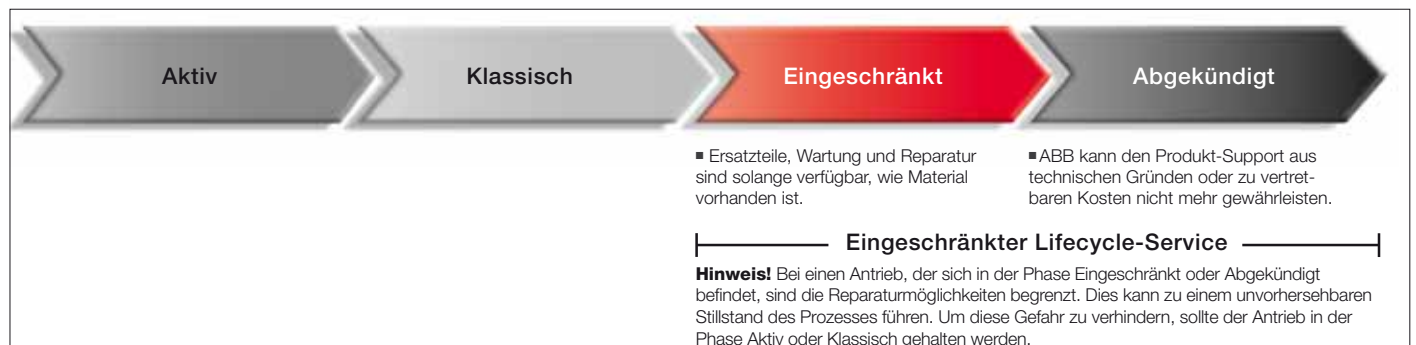 Aktiv
Klassisch
Eingeschränkt
Abgekündigt
■ Ersatzteile, Wartung und Reparatur
sind solange verfügbar, wie Material
vorhanden ist.
■ ABB kann den Produkt-Support aus
technischen Gründen oder zu vertret-
baren Kosten nicht mehr gewährleisten.
Eingeschränkter Lifecycle-Service
Hinweis! Bei einen Antrieb, der sich in der Phase Eingeschränkt oder Abgekündigt
befindet, sind die Reparaturmöglichkeiten begrenzt. Dies kann zu einem unvorhersehbaren
Stillstand des Prozesses führen. Um diese Gefahr zu verhindern, sollte der Antrieb in der
Phase Aktiv oder Klassisch gehalten werden.